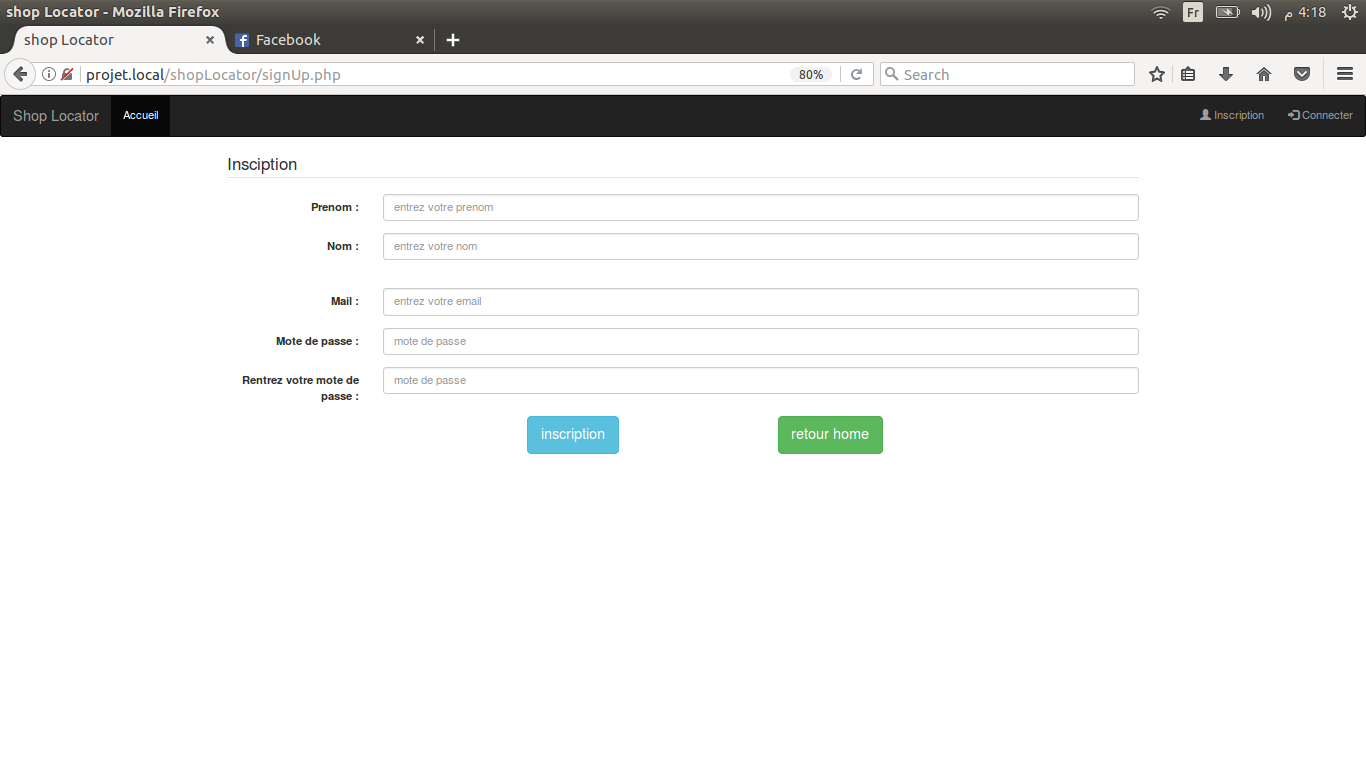 shop Locator - Mozilla Firefox
Fr
4:18 م
shop Locator
Facebook
projet.local/shopLocator/signUp.php
80%
Search
Shop Locator
Accueil
Inscription
Connecter
Insciption
Prenom :
entrez votre prenom
Nom :
entrez votre nom
Mail :
entrez votre email
Mote de passe :
mote de passe
Rentrez votre mote de
passe :
mote de passe
inscription
retour home